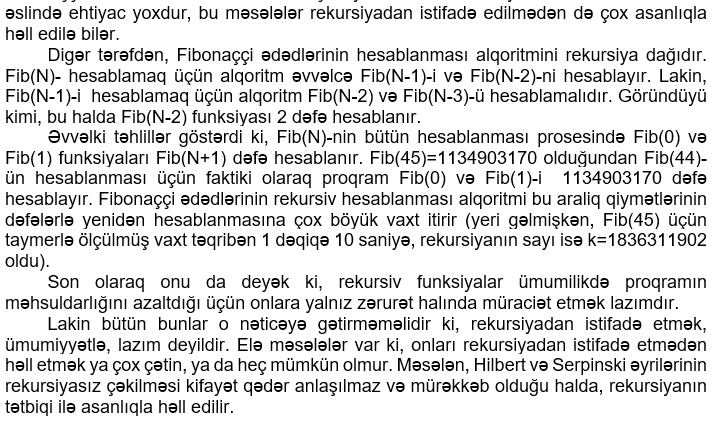 əslində ehtiyac yoxdur, bu məsələlər rekursiyadan istifadə edilmədən də çox asanlıqla
həll edilə bilər.
Digər tərəfdən, Fibonaççi ədədlərinin hesablanması alqoritmini rekursiya dağıdır.
Fib(N)- hesablamaq üçün alqoritm əvvəlcə Fib(N-1)-i və Fib(N-2)-ni hesablayır. Lakin,
Fib(N-1)-i hesablamaq üçün alqoritm Fib(N-2) və Fib(N-3)-ü hesablamalıdır. Göründüyü
kimi, bu halda Fib(N-2) funksiyası 2 dəfə hesablanır.
Əvvəlki təhlillər göstərdi ki, Fib(N)-nin bütün hesablanması prosesində Fib(0) və
Fib(1) funksiyaları Fib(N+1) dəfə hesablanır. Fib(45)=1134903170 olduğundan Fib(44)-
ün hesablanması üçün faktiki olaraq proqram Fib(0) və Fib(1)-i 1134903170 dəfə
hesablayır. Fibonaççi ədədlərinin rekursiv hesablanması alqoritmi bu araliq qiymətlərinin
dəfələrlə yenidən hesablanmasına çox böyük vaxt itirir (yeri gəlmişkən, Fib(45) üçün
taymerlə ölçülmüş vaxt təqribən 1 dəqiqə 10 saniyə, rekursiyanın sayı isə k=1836311902
oldu).
Son olaraq onu da deyək ki, rekursiv funksiyalar ümumilikdə proqramın
məhsuldarlığını azaltdığı üçün onlara yalnız zərurət halında müraciət etmək lazımdır.
Lakin bütün bunlar o nəticəyə gətirməməlidir ki, rekursiyadan istifadə etmək,
ümumiyyətlə, lazım deyildir. Elə məsələlər var ki, onları rekursiyadan istifadə etmədən
həll etmək ya çox çətin, ya da heç mümkün olmur. Məsələn, Hilbert və Serpinski əyrilərinin
rekursiyasız çəkilməsi kifayət qədər anlaşılmaz və mürəkkəb olduğu halda, rekursiyanın
tətbiqi ilə asanlıqla həll edilir.